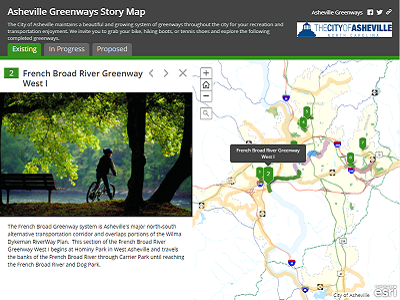 Asheville Greenways Story Map
The City of Asheville maintains a beautiful and growing system of greenways throughout the city for your recreation and
transportation enjoyment. We invite you to grab your bike, hiking boots, or tennis shoes and explore the following
completed greenways.
Asheville Greenways
THE CITY OF ASHEVILLE
NORTH CAROLINA
Existing
In Progress
Proposed
2 French Broad River Greenway
West I
The French Broad Greenway system is Asheville's major north-south
alternative transportation corridor and overlaps portions of the Wilma
Dykeman RiverWay Plan. This section of the French Broad River
Greenway West I begins at Hominy Park in West Asheville and travels
the banks of the French Broad River through Carrier Park until reaching
the French Broad River and Dog Park.
French Broad River Greenway
West I
City of Asheville
esri